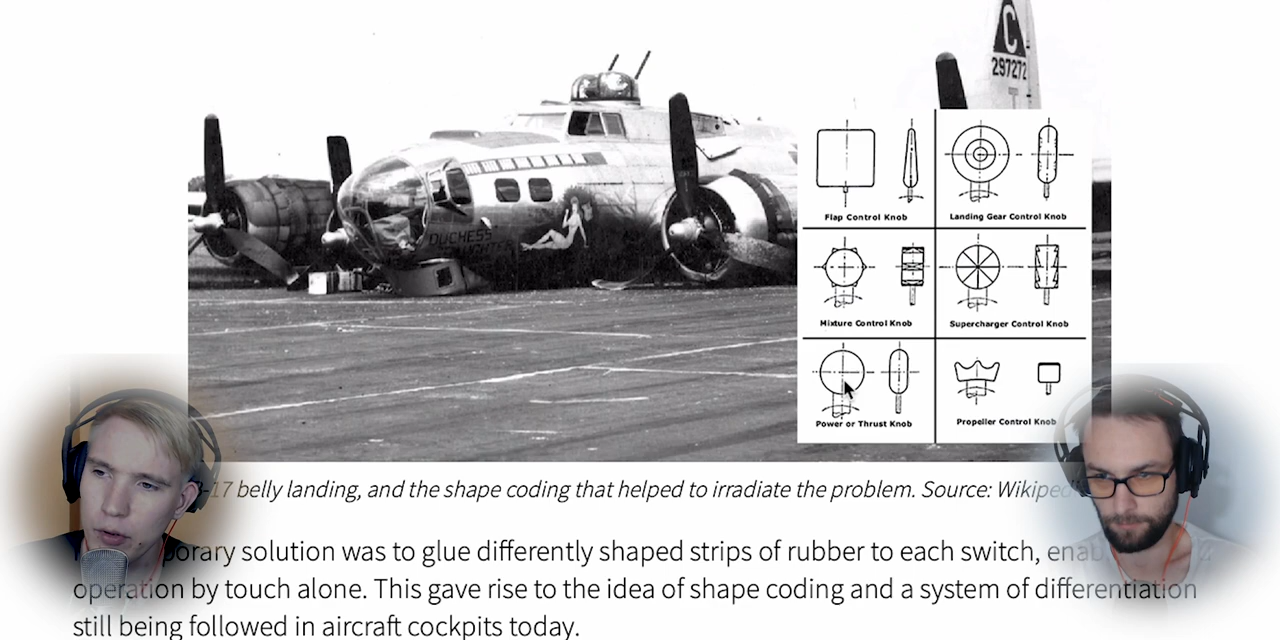 C
297272
DUCHESS
Flap Control Knob
Landing Gear Control Knob
Mixture Control Knob
Supercharger Control Knob
Power or Thrust Knob
Propeller Control Knob
-17 belly landing, and the shape coding that helped to irradiate the problem. Source: Wikiped
solution was to glue differently shaped strips of rubber to each switch,
operation by touch alone. This gave rise to the idea of shape coding and a system of differentiation
still being followed in aircraft cockpits today.